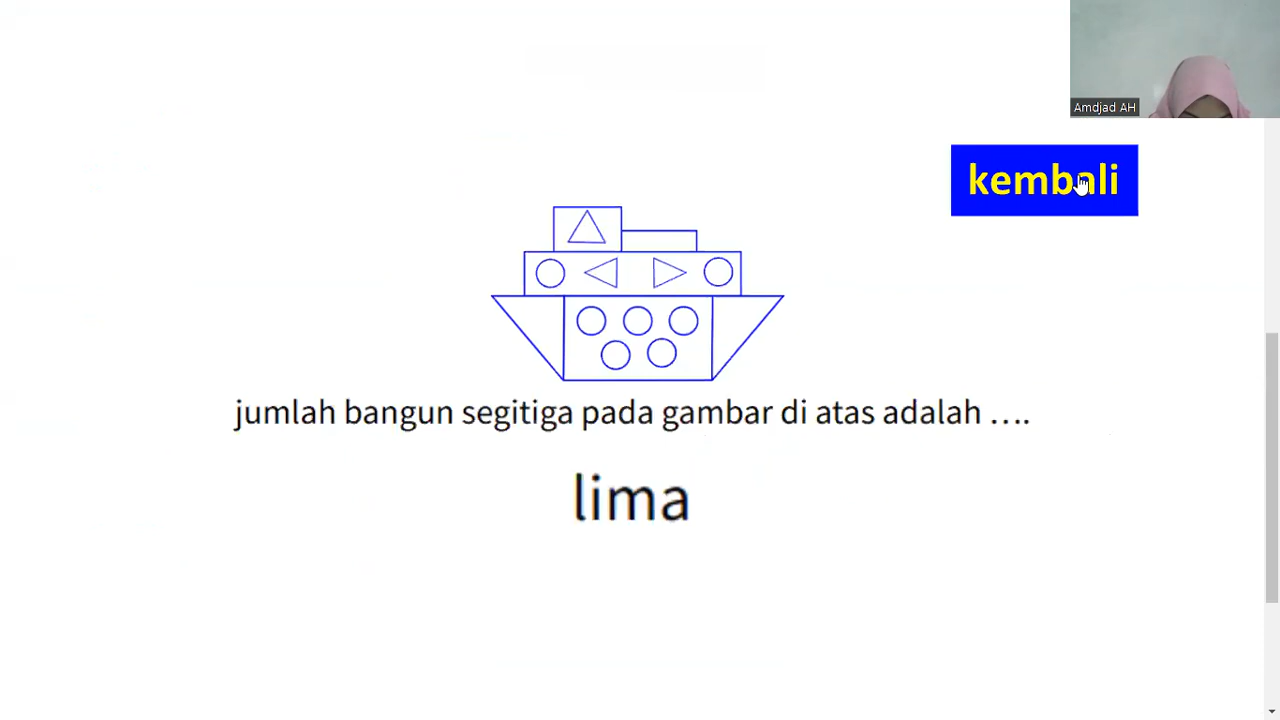 Amdjad AH
kembali
jumlah bangun segitiga pada gambar di atas adalah ....
lima